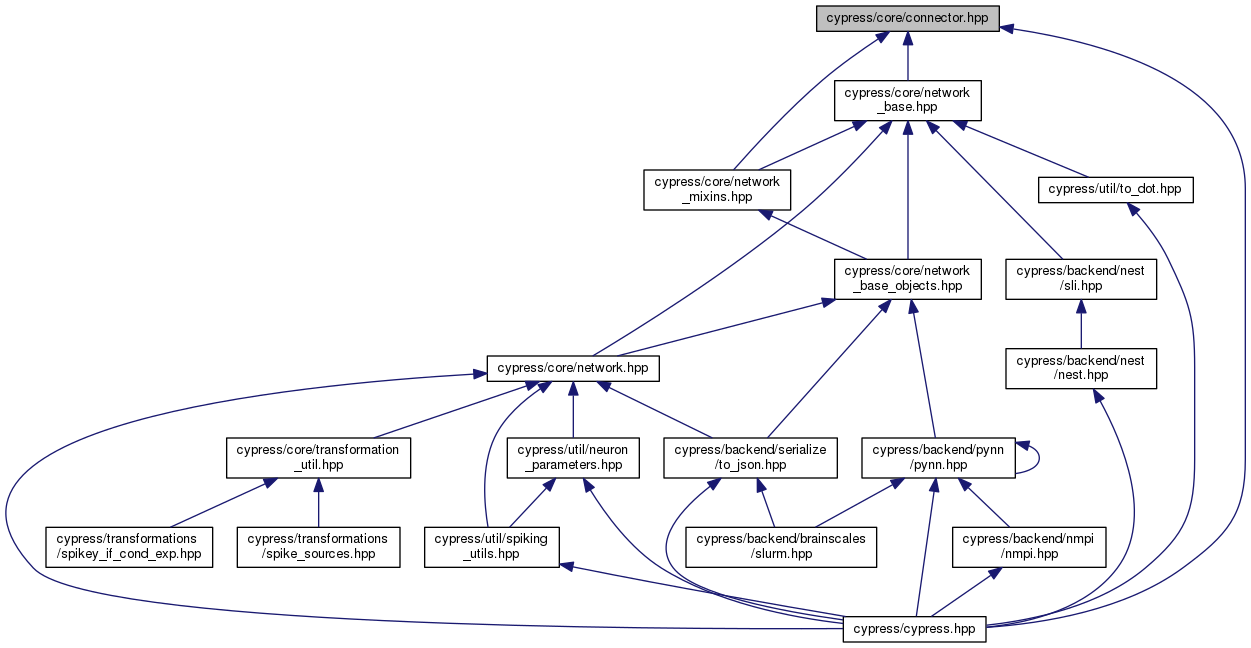 cypress/core/connector.hpp
cypress/core/network
_base.hpp
cypress/core/network
_mixins.hpp
cypress/util/to_dot.hpp
cypress/core/network
_base_objects.hpp
cypress/backend/nest
/sli.hpp
cypress/core/network.hpp
cypress/backend/nest
/nest.hpp
cypress/core/transformation
_util.hpp
cypress/util/neuron
_parameters.hpp
cypress/backend/serialize
/to_json.hpp
cypress/backend/pynn
/pynn.hpp
cypress/transformations
/spikey_if_cond_exp.hpp
cypress/transformations
/spike_sources.hpp
cypress/util/spiking
_utils.hpp
cypress/backend/brainscales
/slurm.hpp
cypress/backend/nmpi
/nmpi.hpp
cypress/cypress.hpp